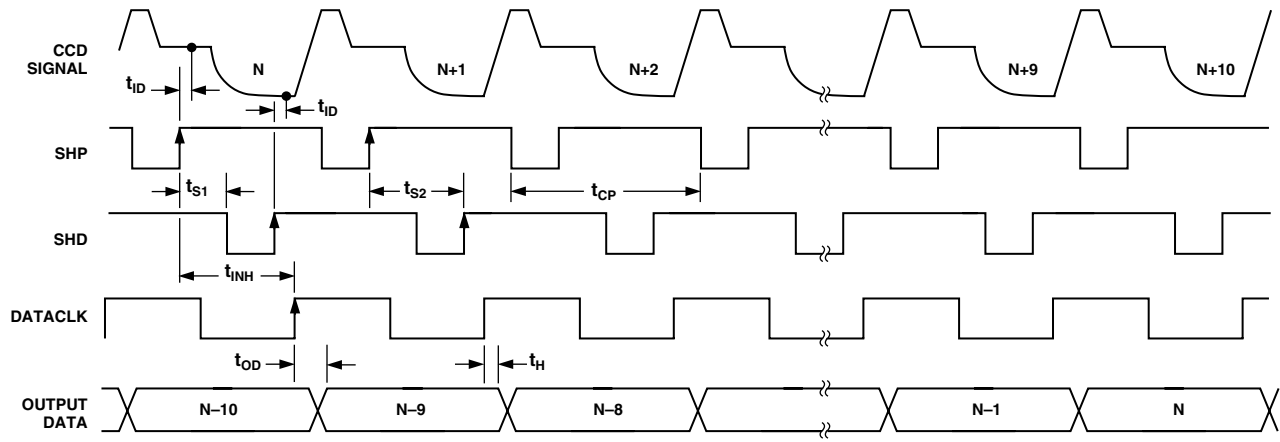 CCD
SIGNAL
N
N+1
N+2
N+9
N+10
tID
tID
SHP
tS1
tS2
tCP
SHD
tINH
DATACLK
tOD
tH
OUTPUT
DATA
N–10
N–9
N–8
N–1
N